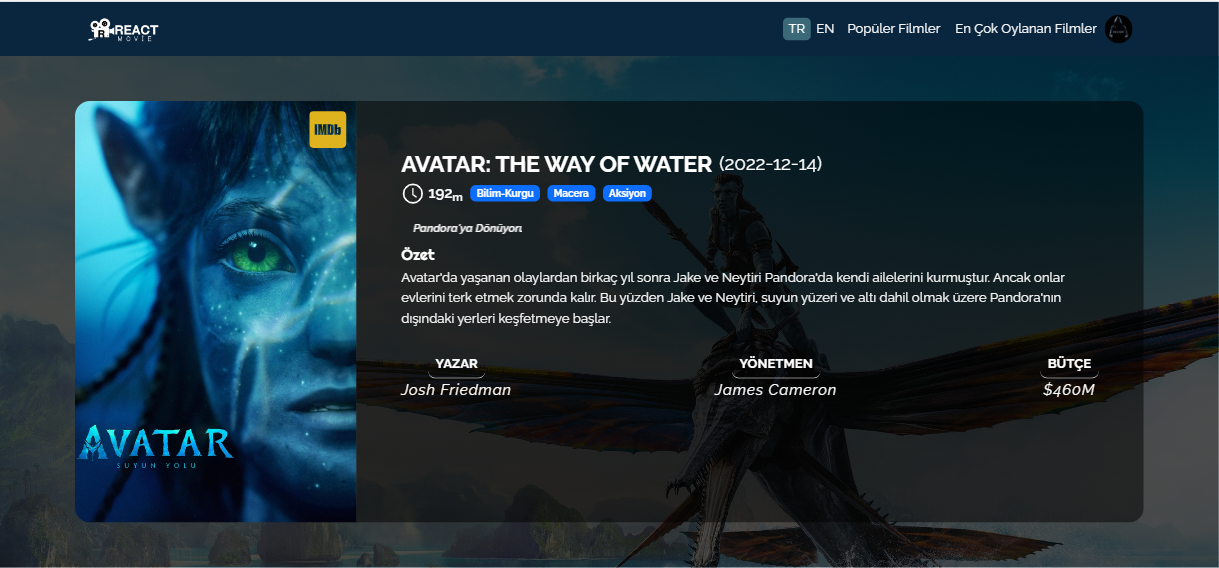 REACT
MOVIE
TR EN Popüler Filmler En Çok Oylanan Filmler
IMDb
AVATAR: THE WAY OF WATER (2022-12-14)
192m Bilim-Kurgu Macera Aksiyon
Pandora'ya Dönüyoru
Özet
Avatar'da yaşanan olaylardan birkaç yıl sonra Jake ve Neytiri Pandora'da kendi ailelerini kurmuştur. Ancak onlar
evlerini terk etmek zorunda kalır. Bu yüzden Jake ve Neytiri, suyun yüzeri ve altı dahil olmak üzere Pandora'nın
dışındaki yerleri keşfetmeye başlar.
YAZAR YÖNETMEN BÜTÇE
Josh Friedman James Cameron $460M
AVATAR
SUYUN YOLU